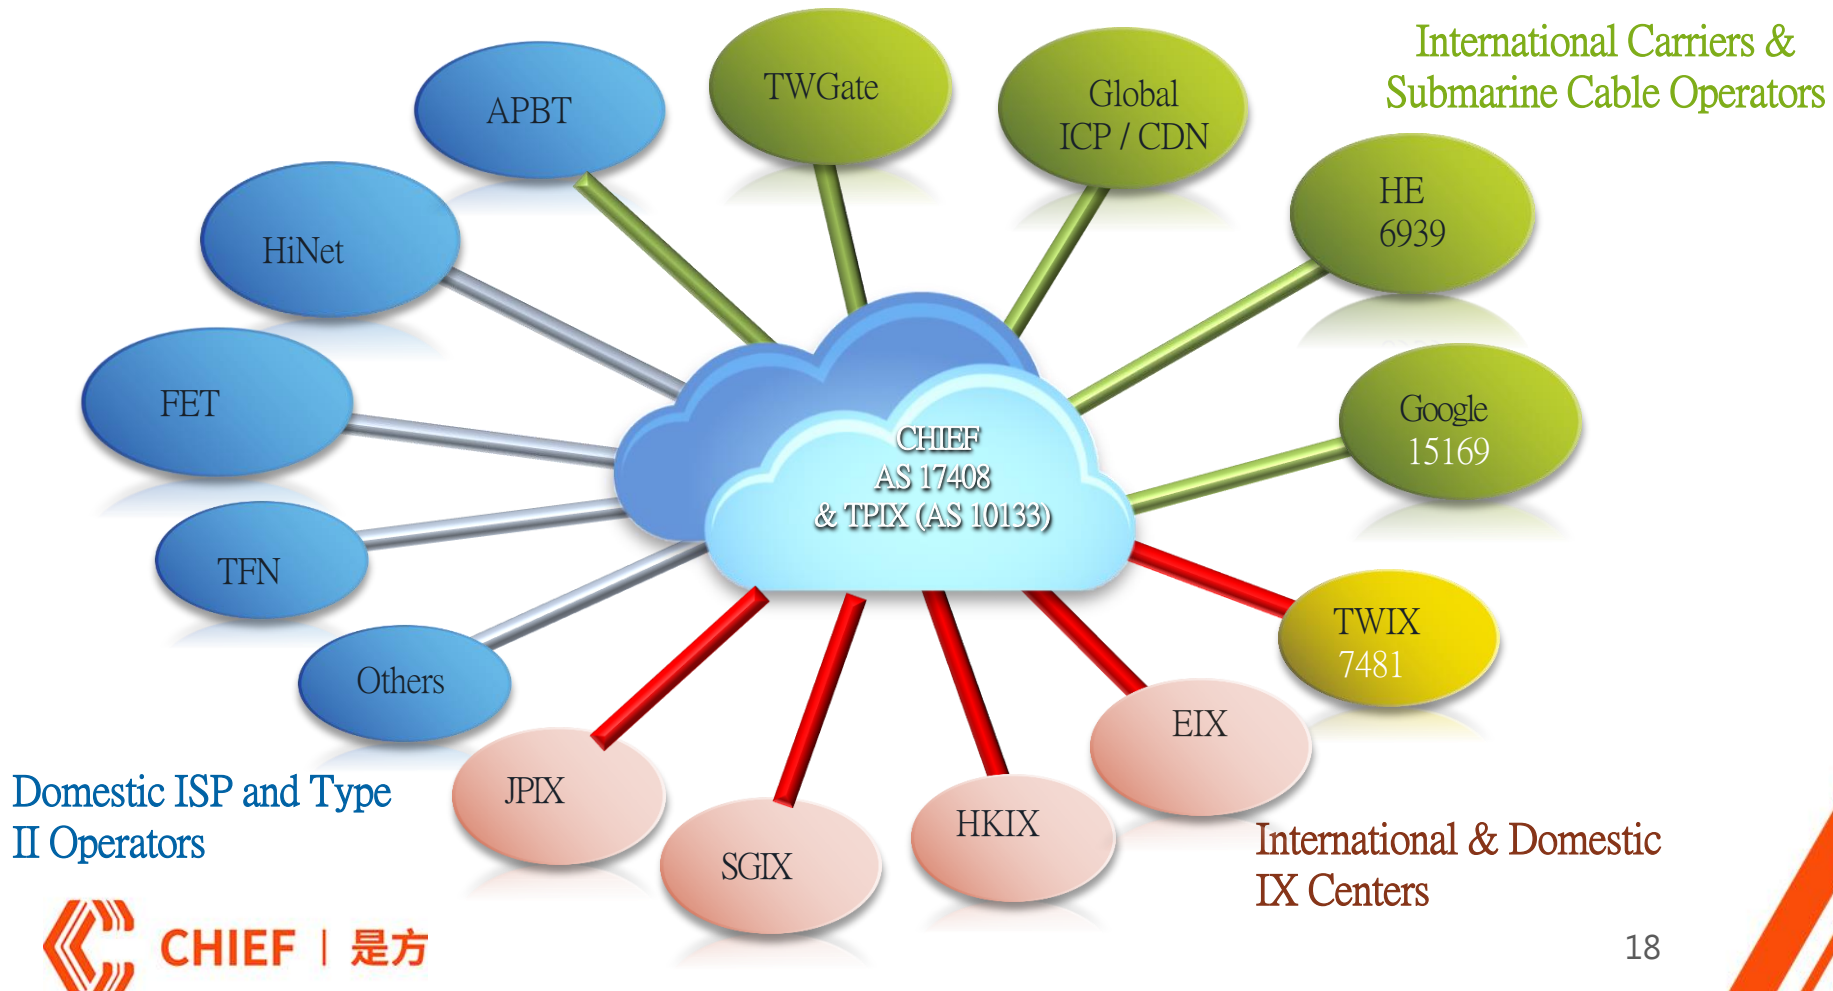 International Carriers &
Submarine Cable Operators
APBT
TWGate
Global
ICP / CDN
HE
6939
HiNet
FET
Google
15169
CHIEF
AS 17408
& TPIX (AS 10133)
TFN
TWIX
7481
Others
EIX
JPIX
SGIX
HKIX
Domestic ISP and Type
II Operators
International & Domestic
IX Centers
CHIEF | 是方
18